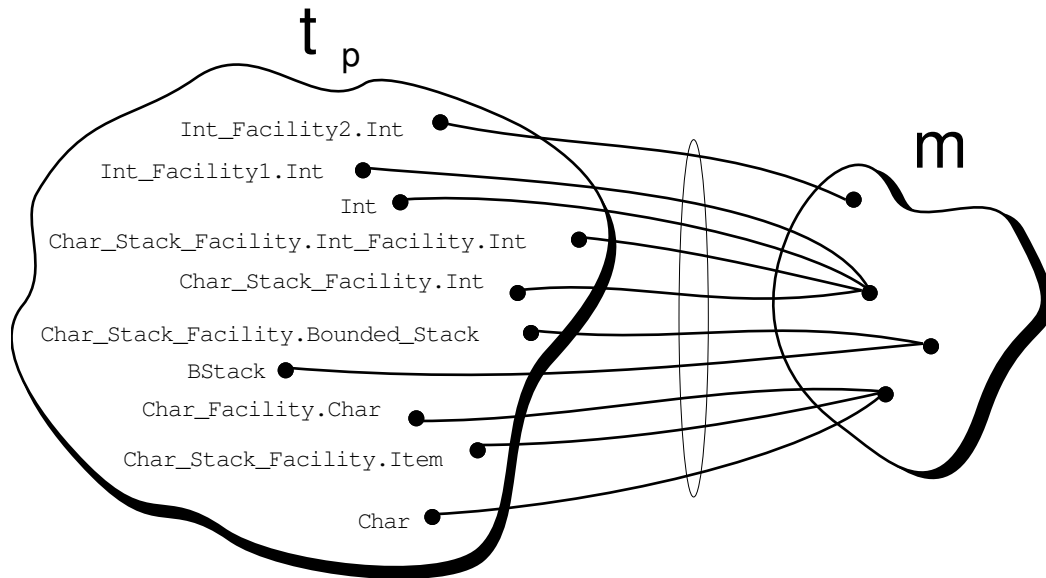 t p
m
Int_Facility2.Int
Int_Facility1.Int
Int
Char_Stack_Facility.Int_Facility.Int
Char_Stack_Facility.Int
Char_Stack_Facility.Bounded_Stack
BStack
Char_Facility.Char
Char_Stack_Facility.Item
Char